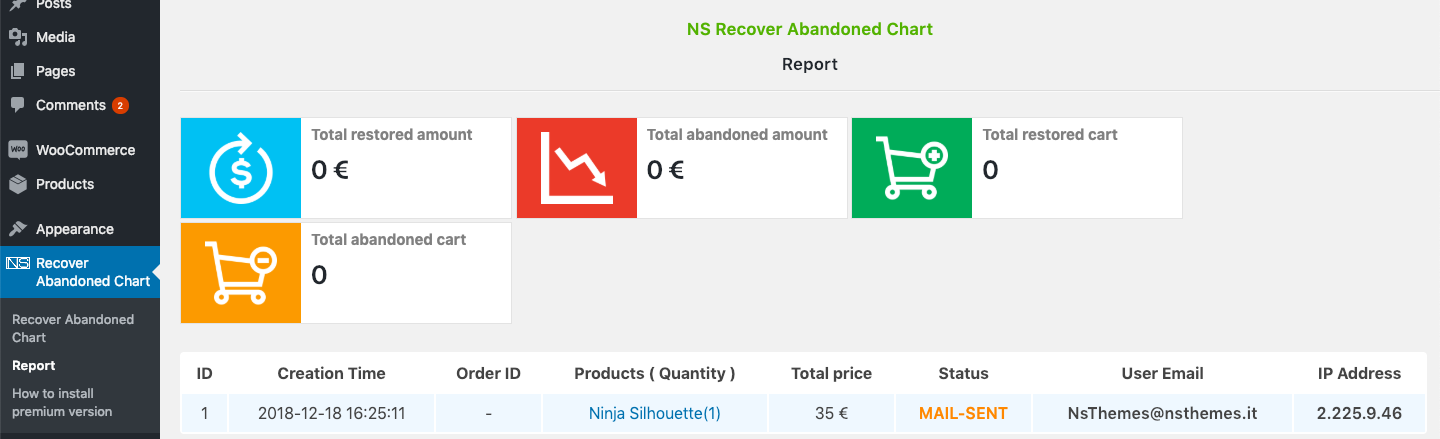 Posts
Media
Pages
Comments 2
WooCommerce
Products
Appearance
NS Recover
Abandoned Chart
Recover Abandoned
Chart
Report
How to install
premium version
NS Recover Abandoned Chart
Report
Total restored amount
0 €
Total abandoned amount
0 €
Total restored cart
0
Total abandoned cart
0
ID Creation Time Order ID Products ( Quantity ) Total price Status User Email IP Address
1 2018-12-18 16:25:11 - Ninja Silhouette(1) 35 € MAIL-SENT NsThemes@nsthemes.it 2.225.9.46